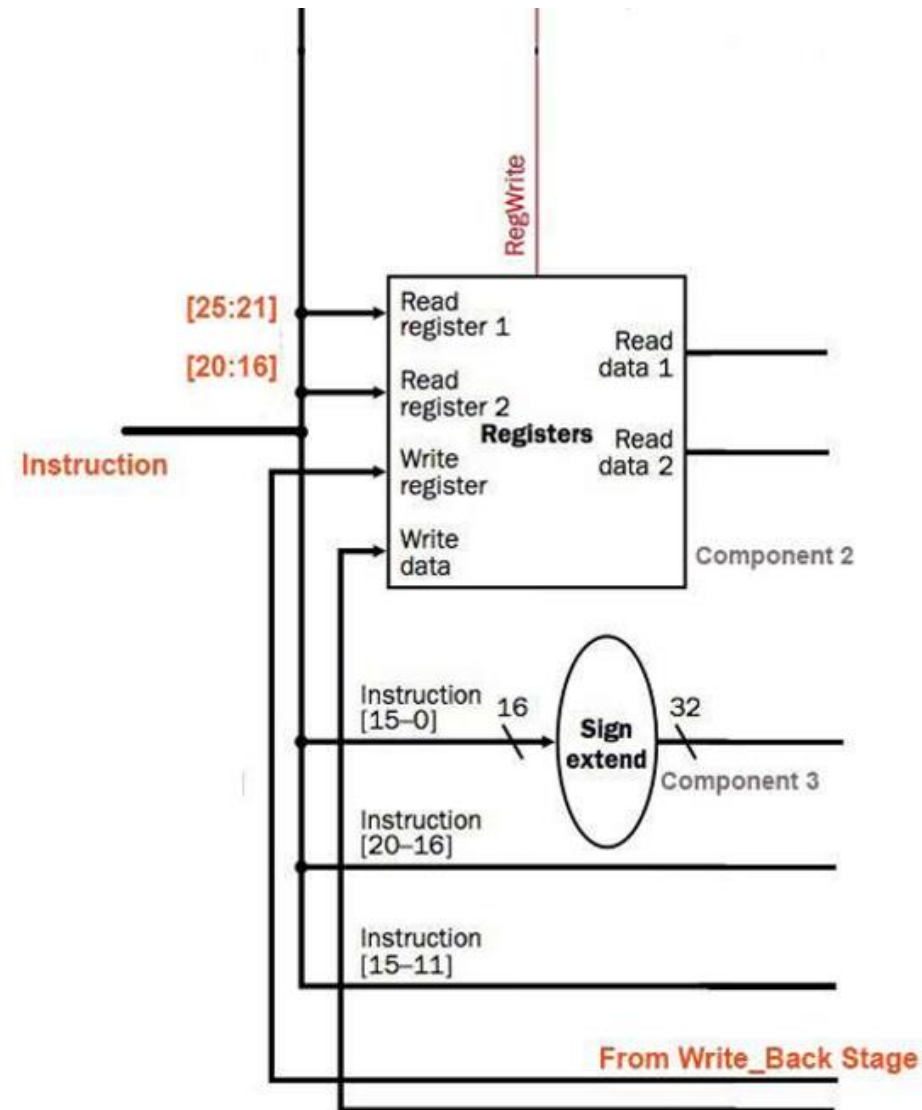 RegWrite
[25:21]
Read
register 1
Read
data 1
[20:16]
Read
register 2
Registers
Read
data 2
Instruction
Write
register
Write
data
Component 2
Instruction
[15–0]
16
Sign
extend
32
Component 3
Instruction
[20–16]
Instruction
[15–11]
From Write_Back Stage